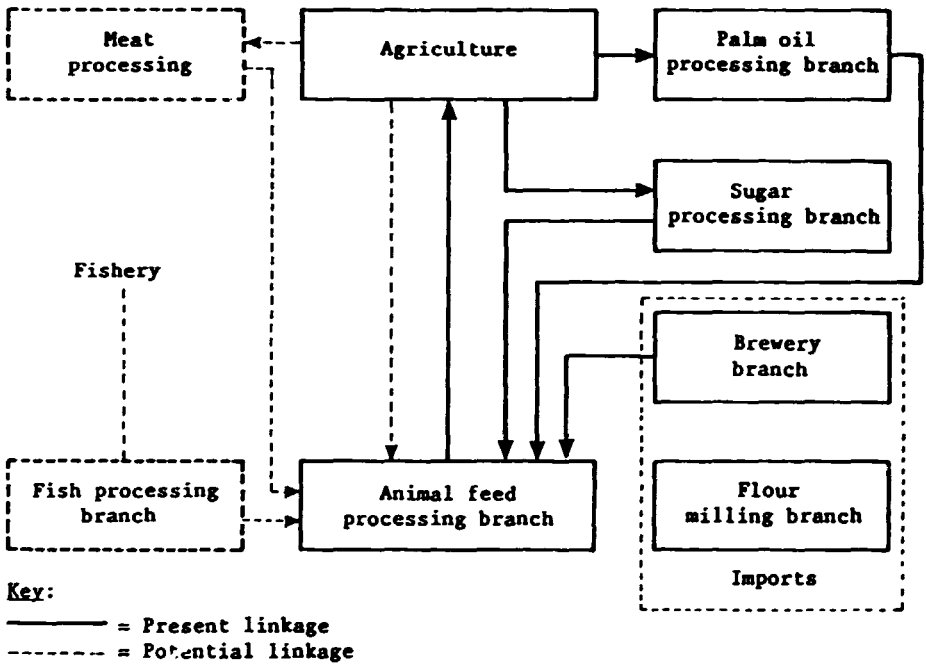 Meat
processing
Agriculture
Palm oil
processing branch
Sugar
processing branch
Fishery
Brewery
branch
Fish processing
branch
Animal feed
processing branch
Flour
milling branch
Imports
Key:
= Present linkage
= Potential linkage